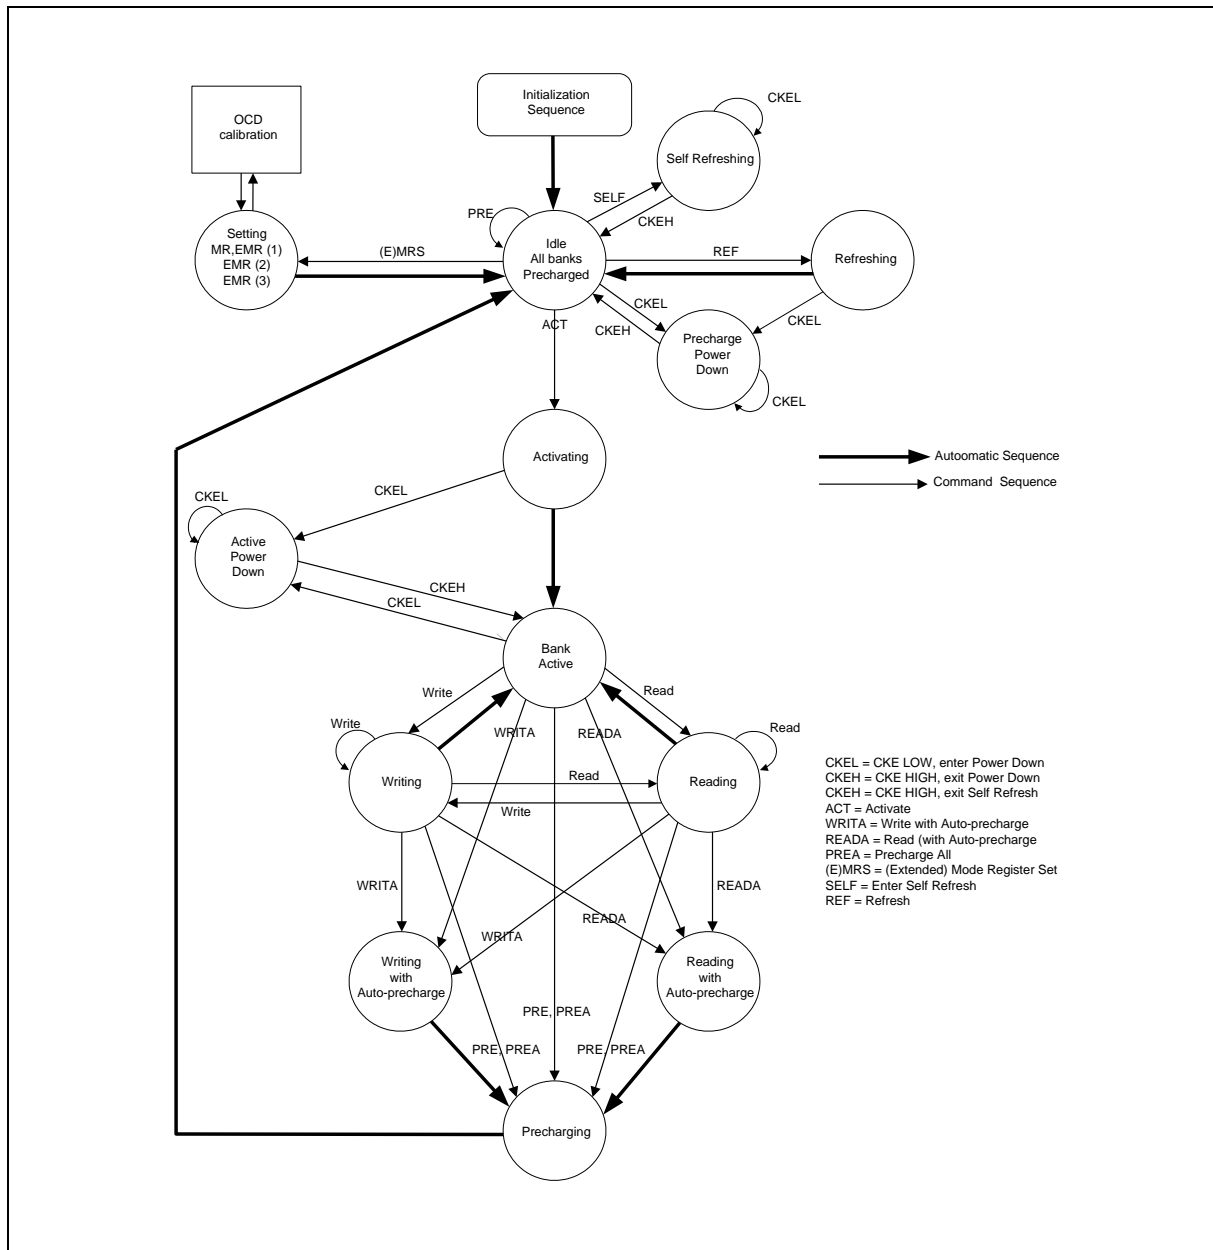 Initialization
Sequence
OCD
calibration
CKEL
Self Refreshing
SELF
CKEH
PRE
Setting
MR,EMR (1)
EMR (2)
EMR (3)
(E)MRS
Idle
All banks
Precharged
REF
Refreshing
CKEL
CKEH
CKEL
ACT
Precharge
Power
Down
CKEL
Activating
Autoomatic Sequence
Command Sequence
CKEL
CKEL
Active
Power
Down
CKEH
CKEL
Bank
Active
Write
Read
Write
WRITA
READA
Read
Writing
Read
Reading
Write
CKEL = CKE LOW, enter Power Down
CKEH = CKE HIGH, exit Power Down
CKEH = CKE HIGH, exit Self Refresh
ACT = Activate
WRITA = Write with Auto-precharge
READA = Read (with Auto-precharge
PREA = Precharge All
(E)MRS = (Extended) Mode Register Set
SELF = Enter Self Refresh
REF = Refresh
WRITA
READA
READA
WRITA
Writing
with
Auto-precharge
Reading
with
Auto-precharge
PRE, PREA
PRE, PREA
PRE, PREA
Precharging